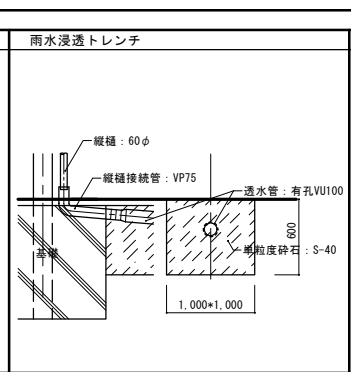 雨水浸透トレンチ
縦樋：60φ
縦樋接続管：VP75
透水管：有孔VU100
600
基礎
単粒度砕石：S-40
1,000*1,000